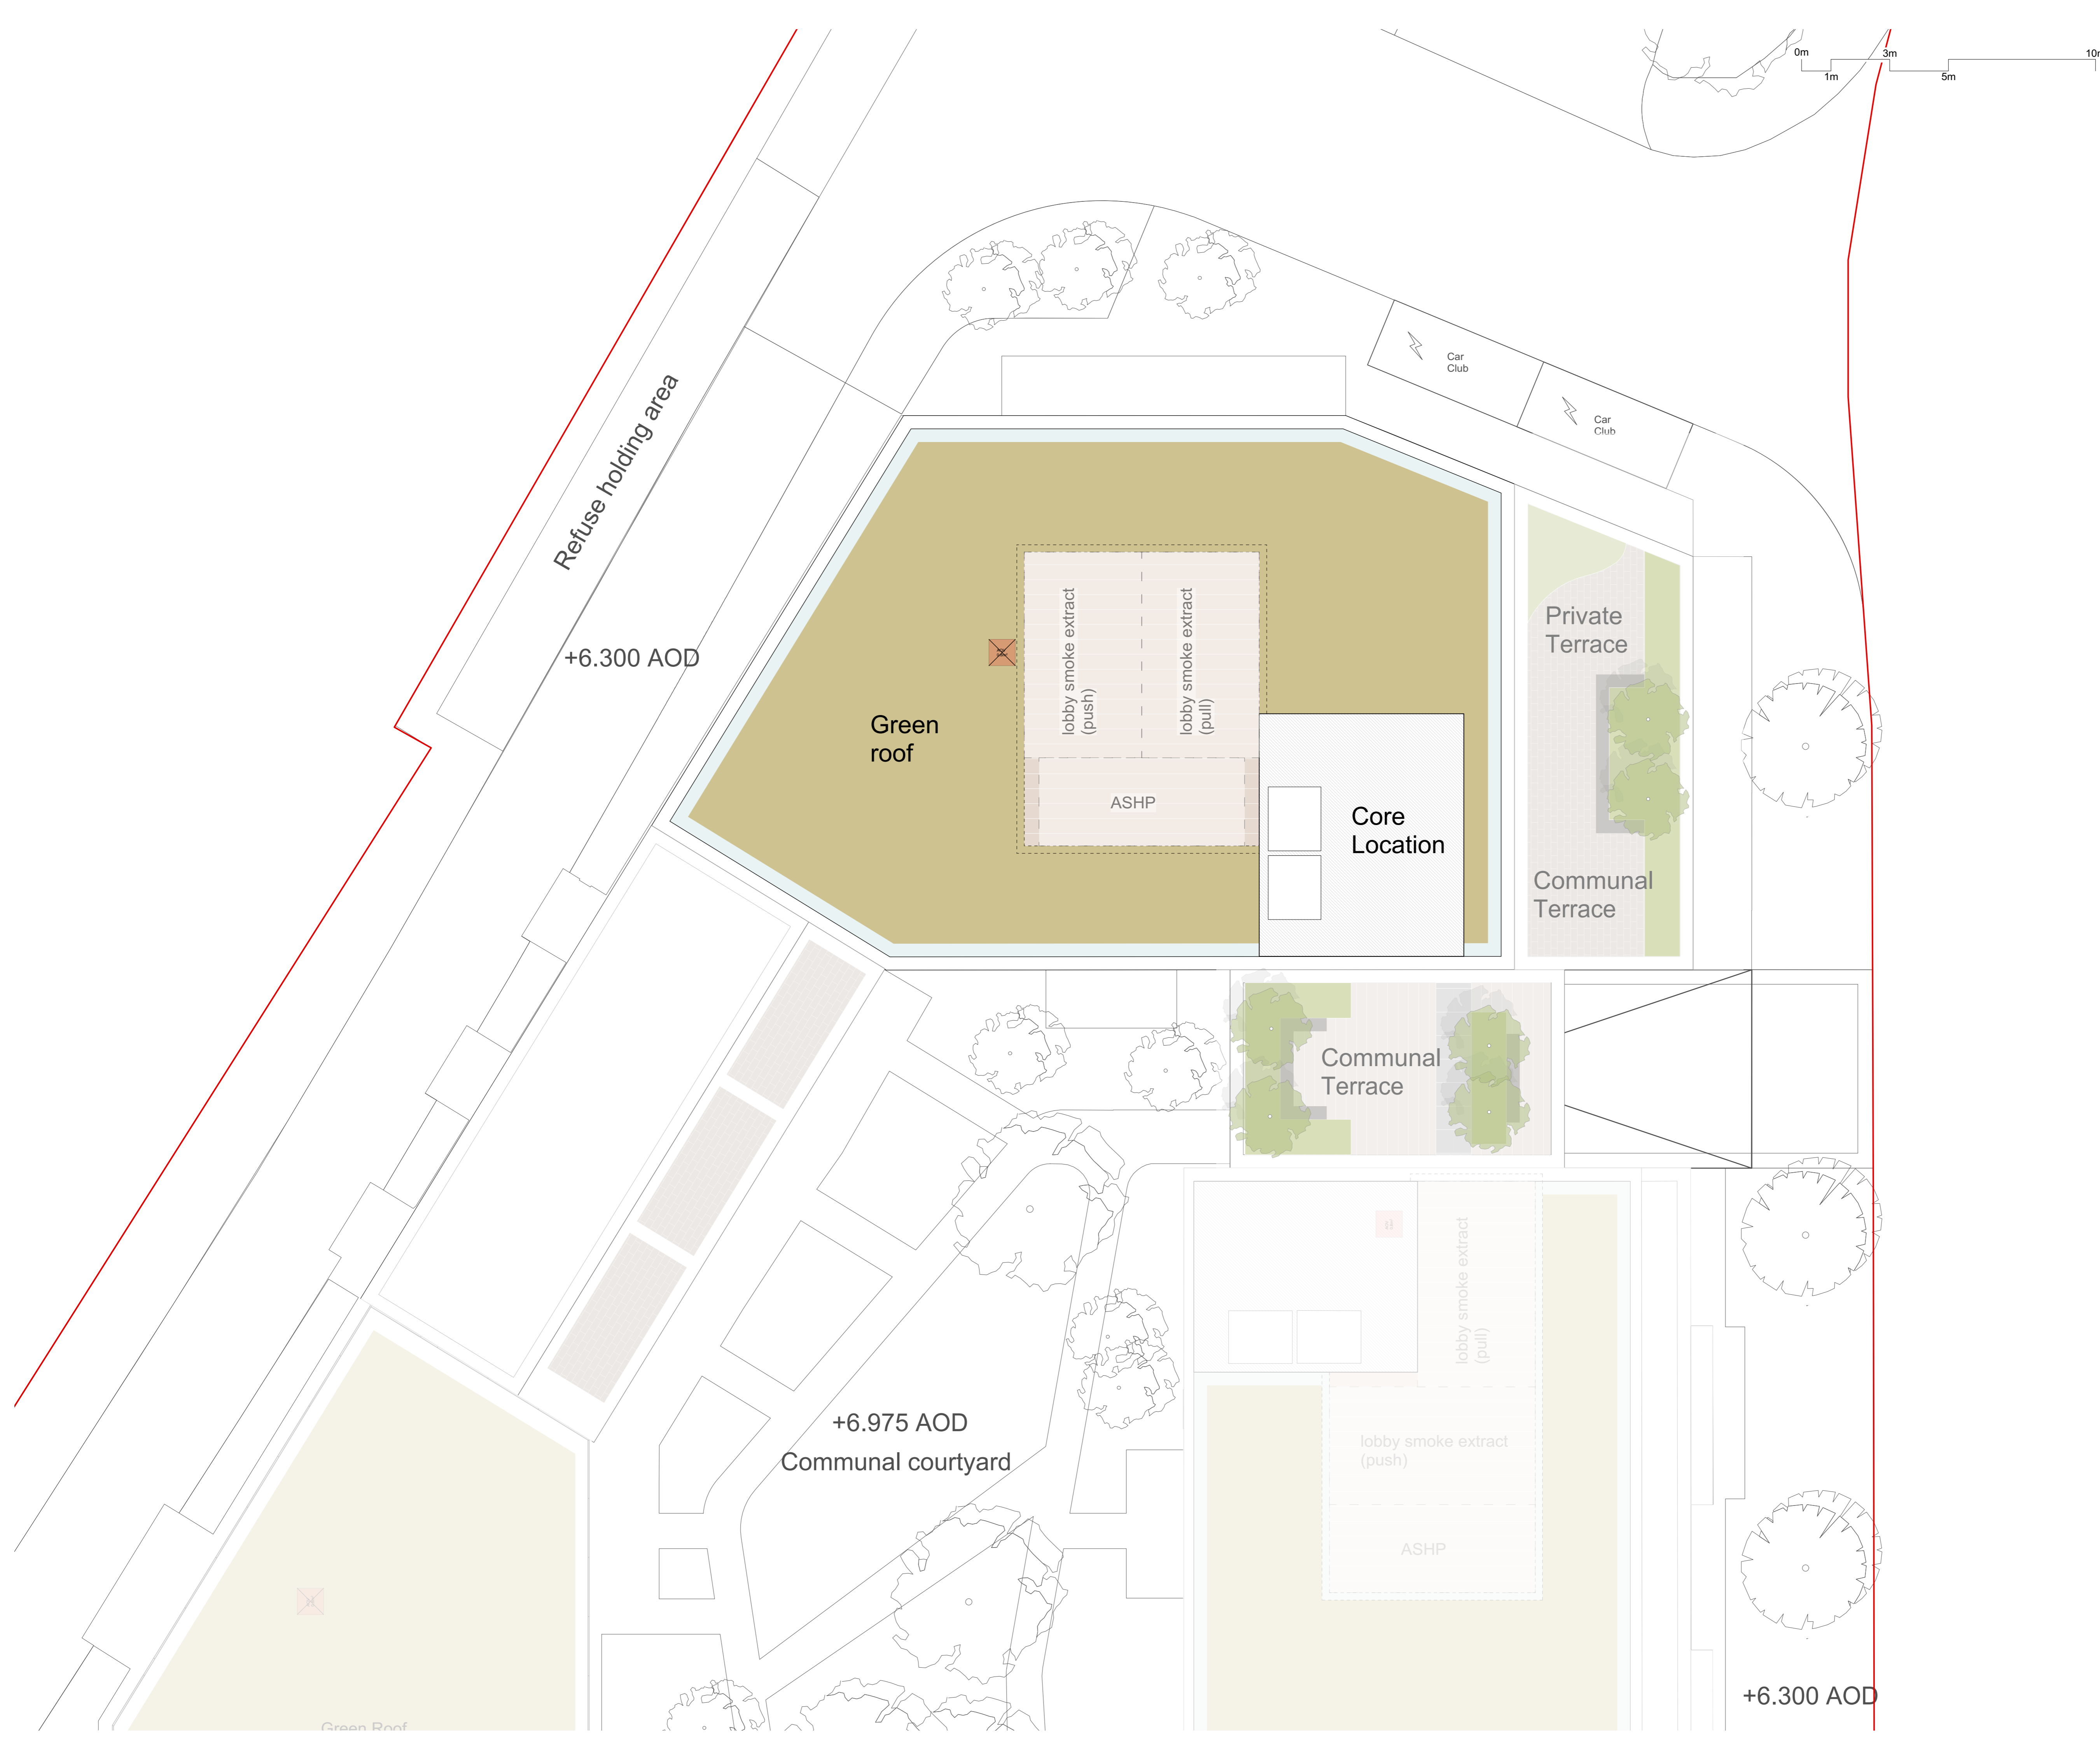 0m
3m
10m
1m
5m
Car
Club
Car
Club
Refuse holding area
+6.300 AOD
lobby smoke extract
(push)
lobby smoke extract
(pull)
Private
Terrace
Green
roof
ASHP
Core
Location
Communal
Terrace
Communal
Terrace
lobby smoke extract
(pull)
+6.975 AOD
Communal courtyard
lobby smoke extract
(push)
ASHP
+6.300 AOD
Green Roof